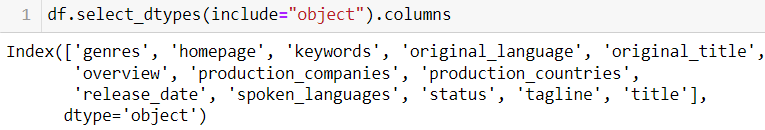 1 df.select_dtypes(include="object").columns
Index(['genres', 'homepage', 'keywords', 'original_language', 'original_title',
'overview', 'production_companies', 'production_countries',
'release_date', 'spoken_languages', 'status', 'tagline', 'title'],
dtype='object')